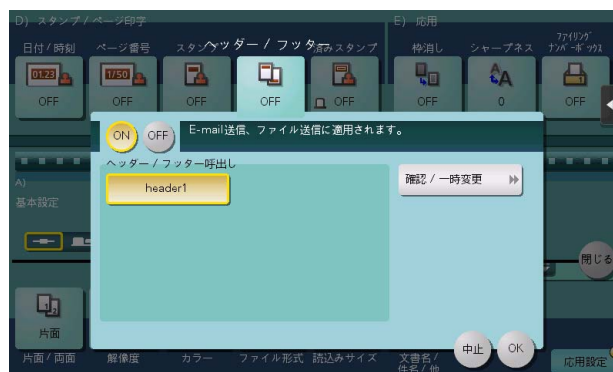 D) スタンプ / ページ印字
E) 応用
ヘッダー / フッター
日付 / 時刻
ページ番号
スタンプ
済みスタンプ
枠消し
シャープネス
ファイリング
ナンバーボックス
01.23
1/50
OFF
OFF
OFF
OFF
OFF
OFF
0
OFF
ON
OFF
E-mail送信、ファイル送信に適用されます。
ヘッダー / フッター呼出し
header1
確認 / 一時変更
A)
基本設定
閉じる
片面
中止
OK
片面 / 両面
解像度
カラー
ファイル形式
読込みサイズ
文書名 /
件名 / 他
応用設定